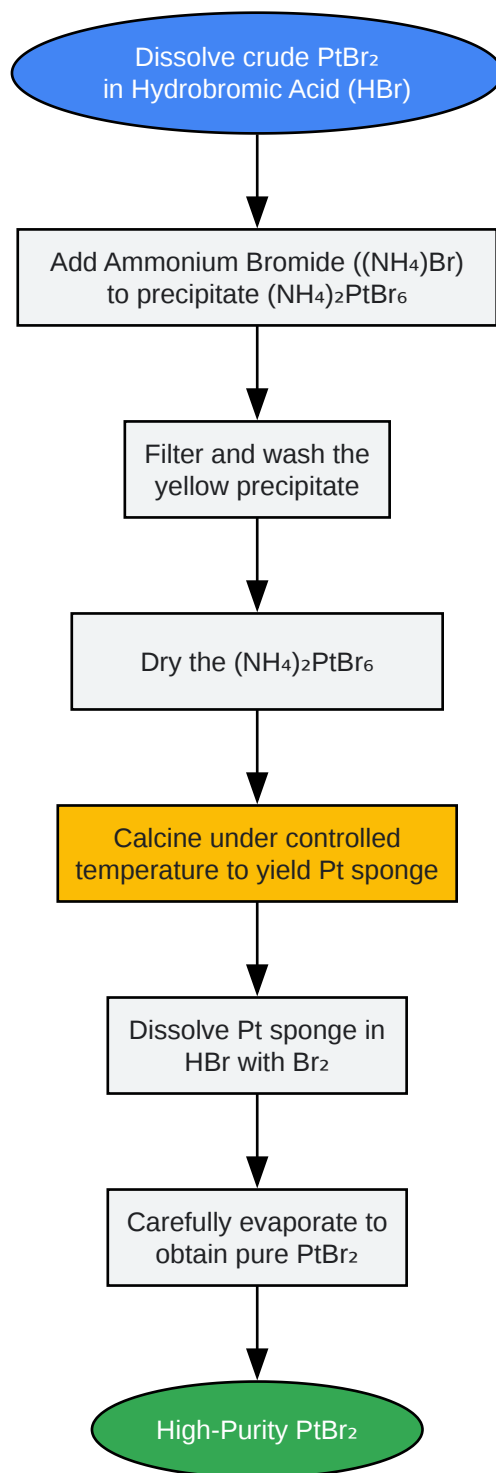 Dissolve crude PtBr₂
in Hydrobromic Acid (HBr)
Add Ammonium Bromide ((NH₄)Br)
to precipitate (NH₄)₂PtBr₆
Filter and wash the
yellow precipitate
Dry the (NH₄)₂PtBr₆
Calcine under controlled
temperature to yield Pt sponge
Dissolve Pt sponge in
HBr with Br₂
Carefully evaporate to
obtain pure PtBr₂
High-Purity PtBr₂